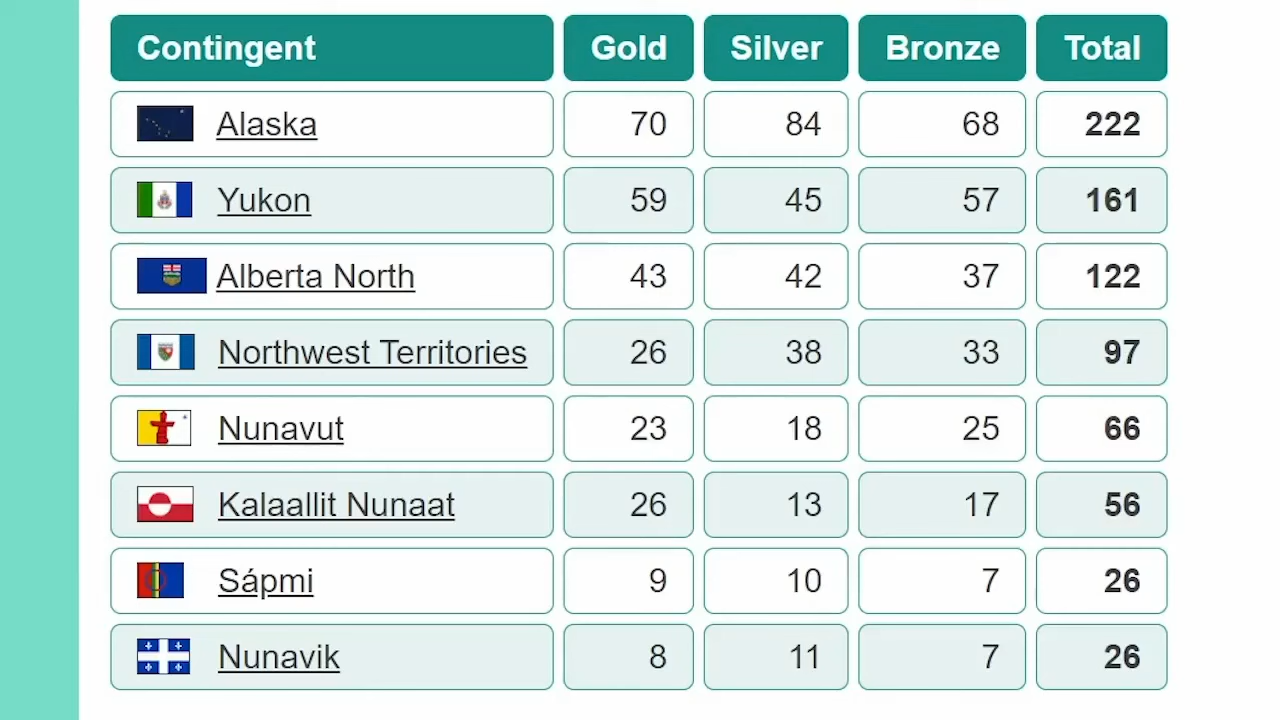 Contingent Gold Silver Bronze Total
Alaska 70 84 68 222
Yukon 59 45 57 161
Alberta North 43 42 37 122
Northwest Territories 26 38 33 97
Nunavut 23 18 25 66
Kalaallit Nunaat 26 13 17 56
Sápmi 9 10 7 26
Nunavik 8 11 7 26